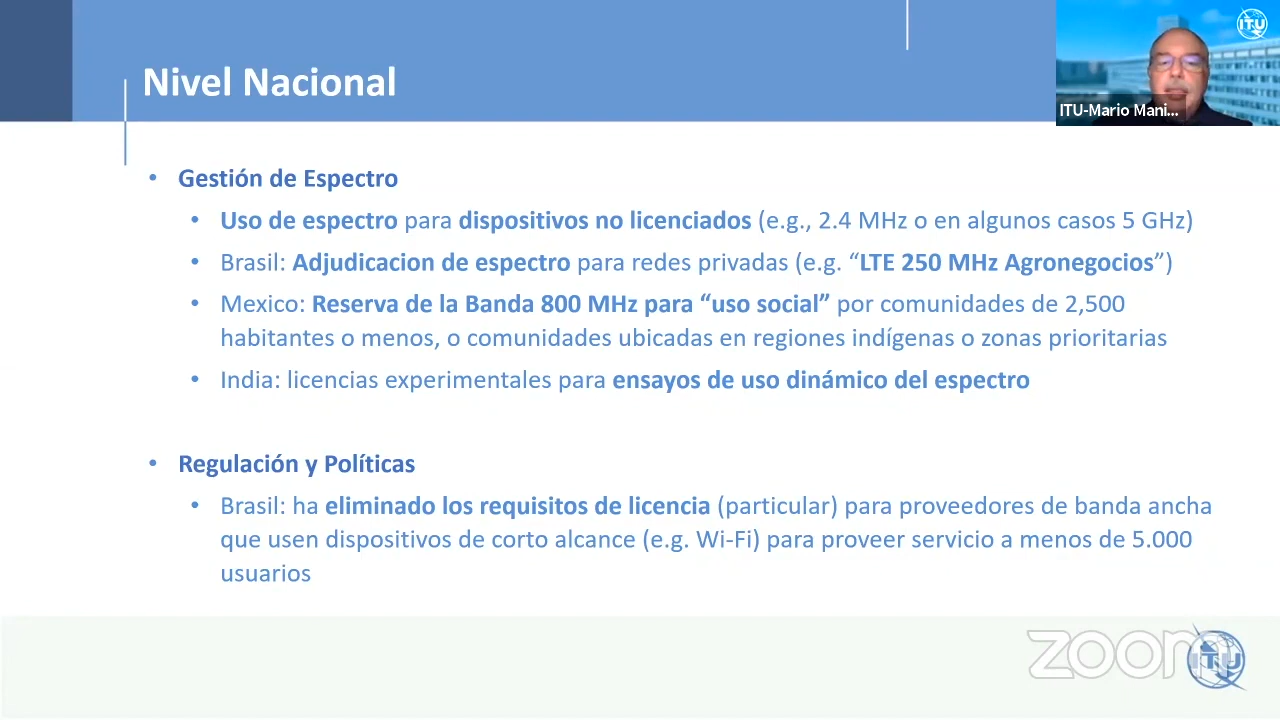 Nivel Nacional
ITU
ITU-Mario Mani...
• Gestión de Espectro
• Uso de espectro para dispositivos no licenciados (e.g., 2.4 MHz o en algunos casos 5 GHz)
• Brasil: Adjudicacion de espectro para redes privadas (e.g. “LTE 250 MHz Agronegocios”)
• Mexico: Reserva de la Banda 800 MHz para “uso social” por comunidades de 2,500
habitantes o menos, o comunidades ubicadas en regiones indígenas o zonas prioritarias
• India: licencias experimentales para ensayos de uso dinámico del espectro
• Regulación y Políticas
• Brasil: ha eliminado los requisitos de licencia (particular) para proveedores de banda ancha
que usen dispositivos de corto alcance (e.g. Wi-Fi) para proveer servicio a menos de 5.000
usuarios
zoom
ITU